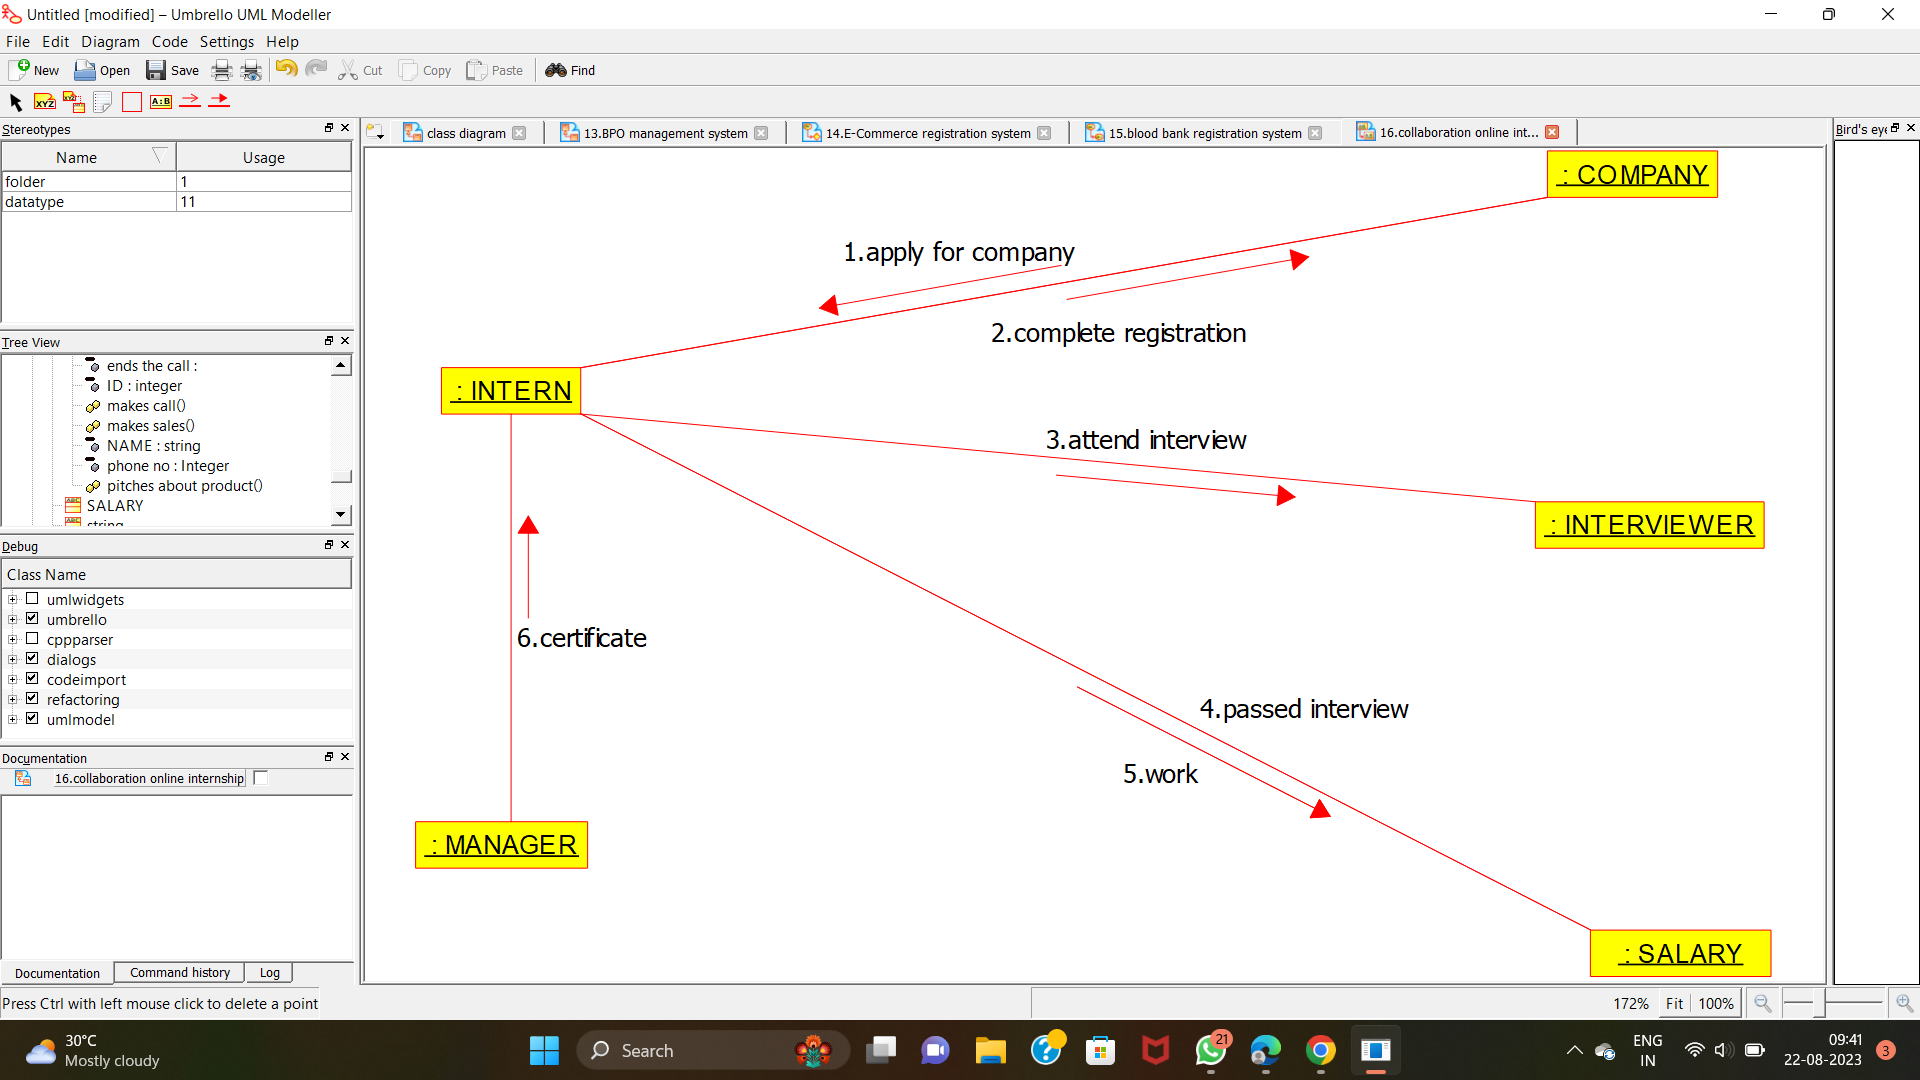 Untitled [modified] – Umbrello UML Modeller
File Edit Diagram Code Settings Help
New Open Save Cut Copy Paste Find
XYZ XYZ A:B
Stereotypes
Name Usage
folder 1
datatype 11
Tree View
ends the call :
ID : integer
makes call()
makes sales()
NAME : string
phone no : Integer
pitches about product()
SALARY
string
Debug
Class Name
umlwidgets
umbrello
cppparser
dialogs
codeimport
refactoring
umlmodel
Documentation
16.collaboration online internship
Documentation Command history Log
Press Ctrl with left mouse click to delete a point
class diagram 13.BPO management system 14.E-Commerce registration system 15.blood bank registration system 16.collaboration online int...
Bird's eye
: COMPANY
1.apply for company
2.complete registration
: INTERN
3.attend interview
: INTERVIEWER
6.certificate
4.passed interview
5.work
: MANAGER
: SALARY
172% Fit 100%
30°C
Mostly cloudy
Search
21
ENG
IN
09:41
22-08-2023
3